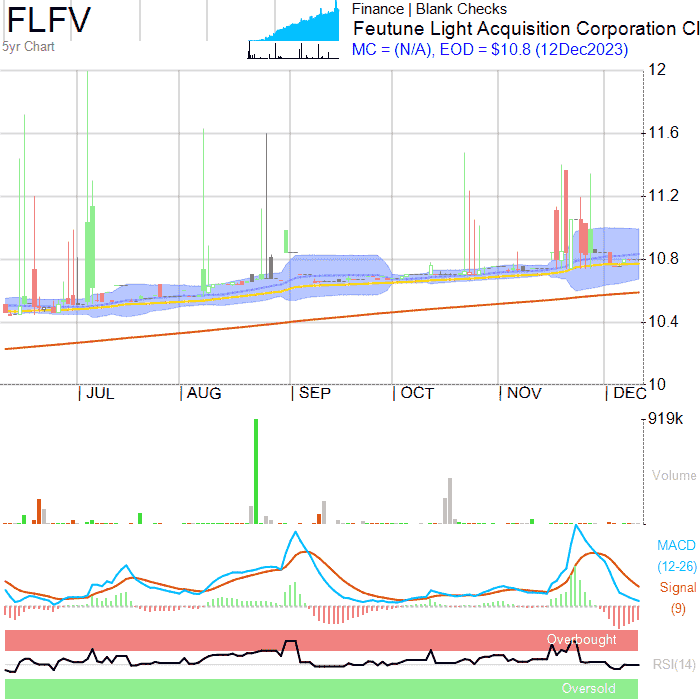 FLFV
5yr Chart
Finance | Blank Checks
Feutune Light Acquisition Corporation Cl
MC = (N/A), EOD = $10.8 (12Dec2023)
12
11.6
11.2
10.8
10.4
10
| JUL | AUG | SEP | OCT | NOV | DEC
919k
Volume
MACD
(12-26)
Signal
(9)
Overbought
RSI(14)
Oversold